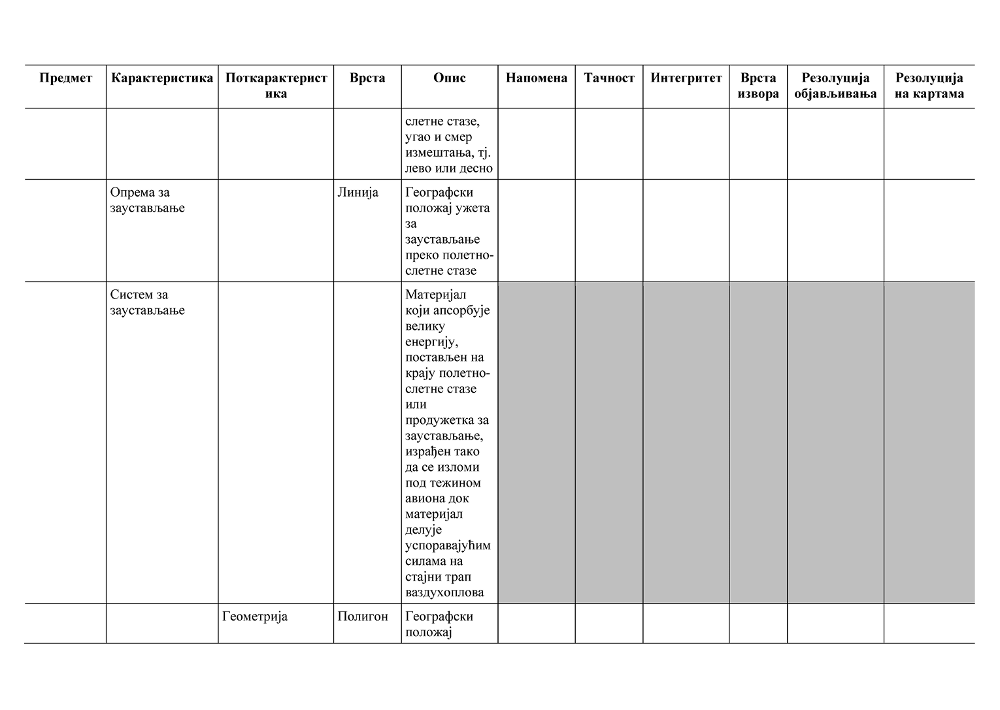 Предмет
Карактеристика
Поткарактерист
ика
Врста
Опис
Напомена
Тачност
Интегритет
Врста
извора
Резолуција
објављивања
Резолуција
на картама
слетне стазе,
угао и смер
измештања, тј.
лево или десно
Опрема за
заустављање
Линија
Географски
положај ужета
за
заустављање
преко полетно-
слетне стазе
Систем за
заустављање
Материјал
који апсорбује
велику
енергију,
постављен на
крају полетно-
слетне стазе
или
продужетка за
заустављање,
израђен тако
да се изломи
под тежином
авиона док
материјал
делује
успоравајућим
силама на
стајни трап
ваздухоплова
Геометрија
Полигон
Географски
положај